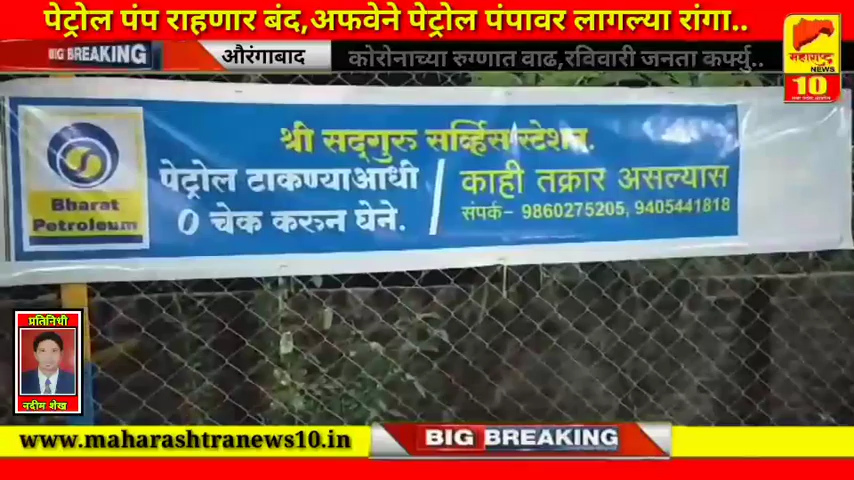 पेट्रोल पंप राहणार बंद,अफवेने पेट्रोल पंपावर लागल्या रांगा..
BIG BREAKING
औरंगाबाद
कोरोनाच्या रुग्णात वाढ,रविवारी जनता कर्फ्यु..
महाराष्ट्र
NEWS
10
श्री सद्‌गुरु सर्व्हिस स्टेशन.
Bharat
Petroleum
पेट्रोल टाकण्याआधी
0 चेक करुन घेने.
काही तक्रार असल्यास
संपर्क- 9860275205, 9405441818
प्रतिनिधी
नदीम शेख
www.maharashtranews10.in
BIG BREAKING